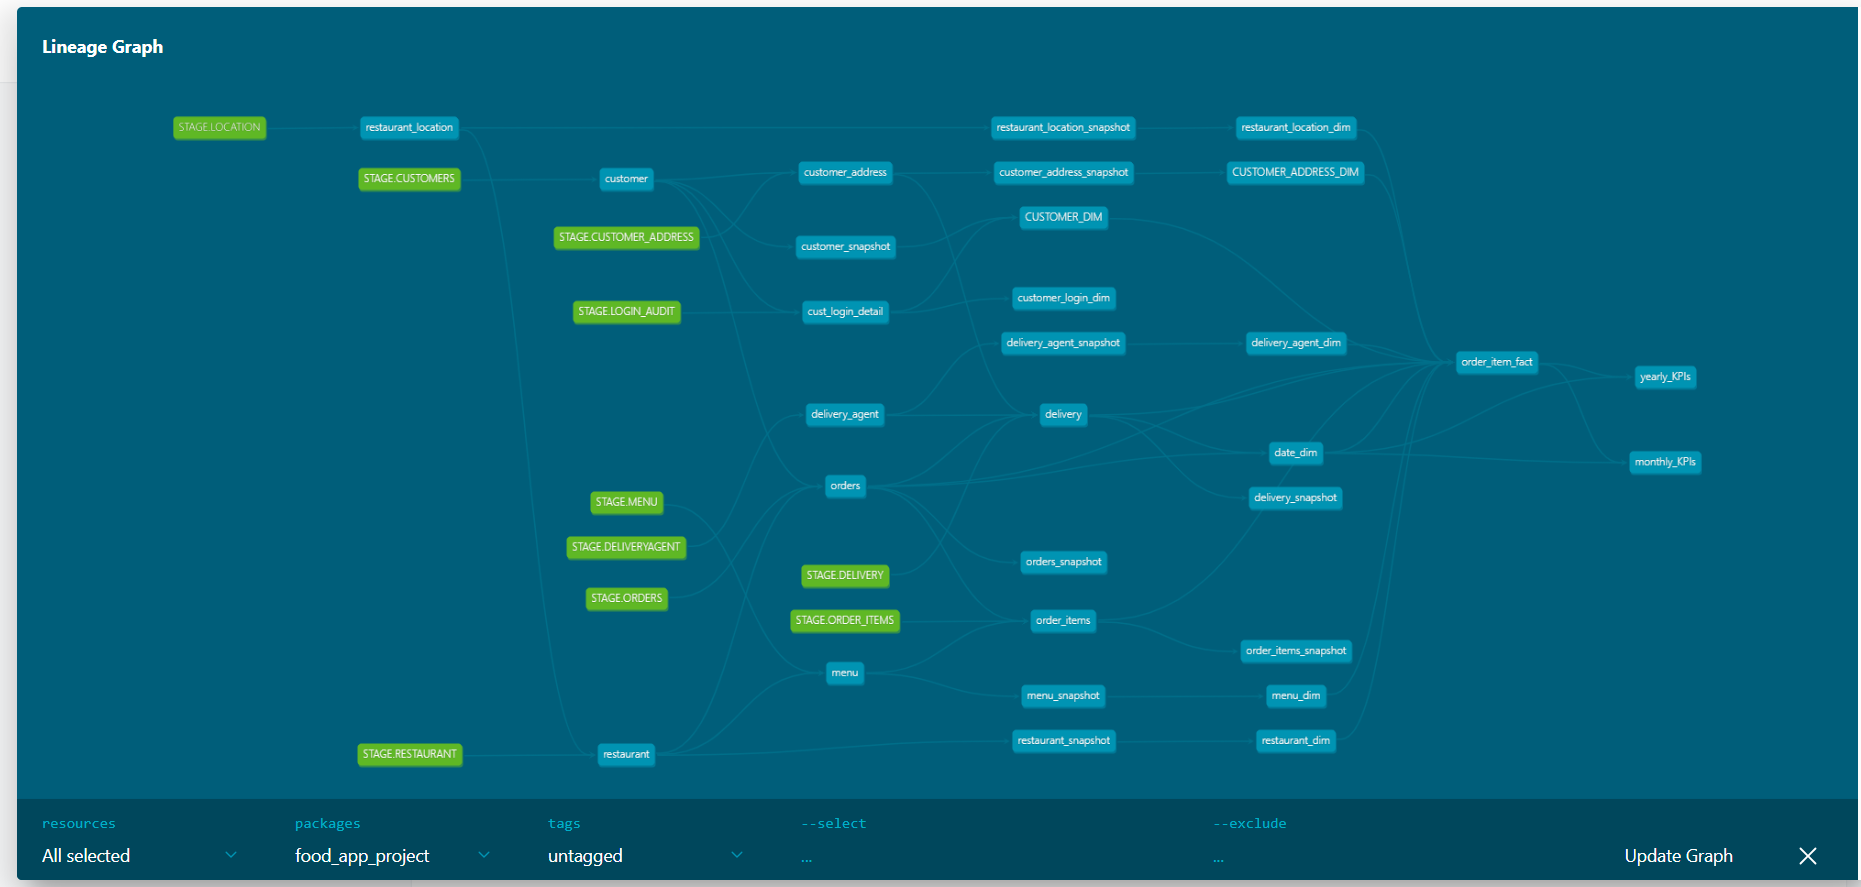 Lineage Graph
STAGE.LOCATION
restaurant_location
restaurant_location_snapshot
restaurant_location_dim
STAGE.CUSTOMERS
customer
customer_address
customer_address_snapshot
CUSTOMER_ADDRESS_DIM
CUSTOMER_DIM
STAGE.CUSTOMER_ADDRESS
customer_snapshot
customer_login_dim
STAGE.LOGIN_AUDIT
cust_login_detail
delivery_agent_snapshot
delivery_agent_dim
order_item_fact
yearly_KPIs
delivery_agent
delivery
date_dim
monthly_KPIs
orders
delivery_snapshot
STAGE.MENU
STAGE.DELIVERYAGENT
orders_snapshot
STAGE.DELIVERY
STAGE.ORDERS
STAGE.ORDER_ITEMS
order_items
order_items_snapshot
menu
menu_snapshot
menu_dim
restaurant_snapshot
restaurant_dim
STAGE.RESTAURANT
restaurant
resources
packages
tags
--select
--exclude
All selected
food_app_project
untagged
...
...
Update Graph